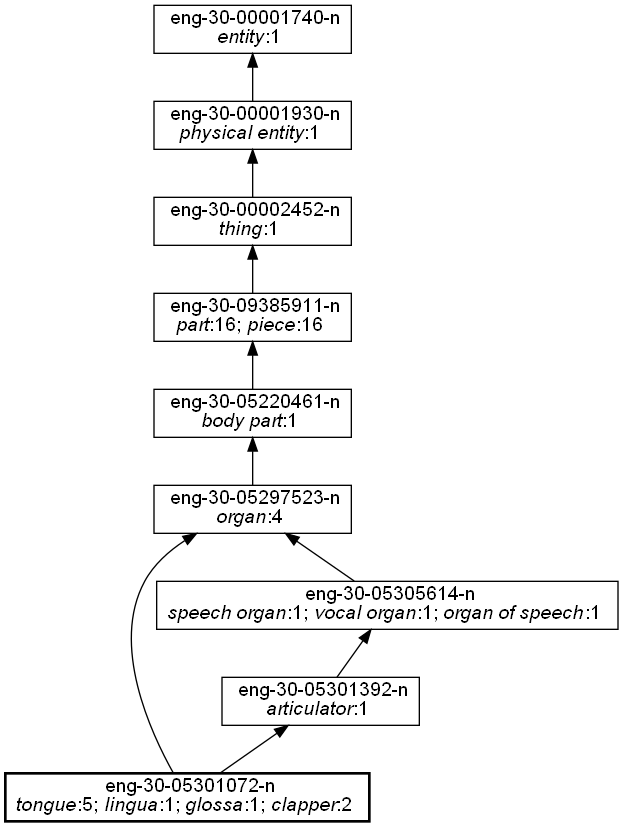 eng-30-00001740-n
entity:1
eng-30-00001930-n
physical entity:1
eng-30-00002452-n
thing:1
eng-30-09385911-n
part:16; piece:16
eng-30-05220461-n
body part:1
eng-30-05297523-n
organ:4
eng-30-05305614-n
speech organ:1; vocal organ:1; organ of speech:1
eng-30-05301392-n
articulator:1
eng-30-05301072-n
tongue:5; lingua:1; glossa:1; clapper:2